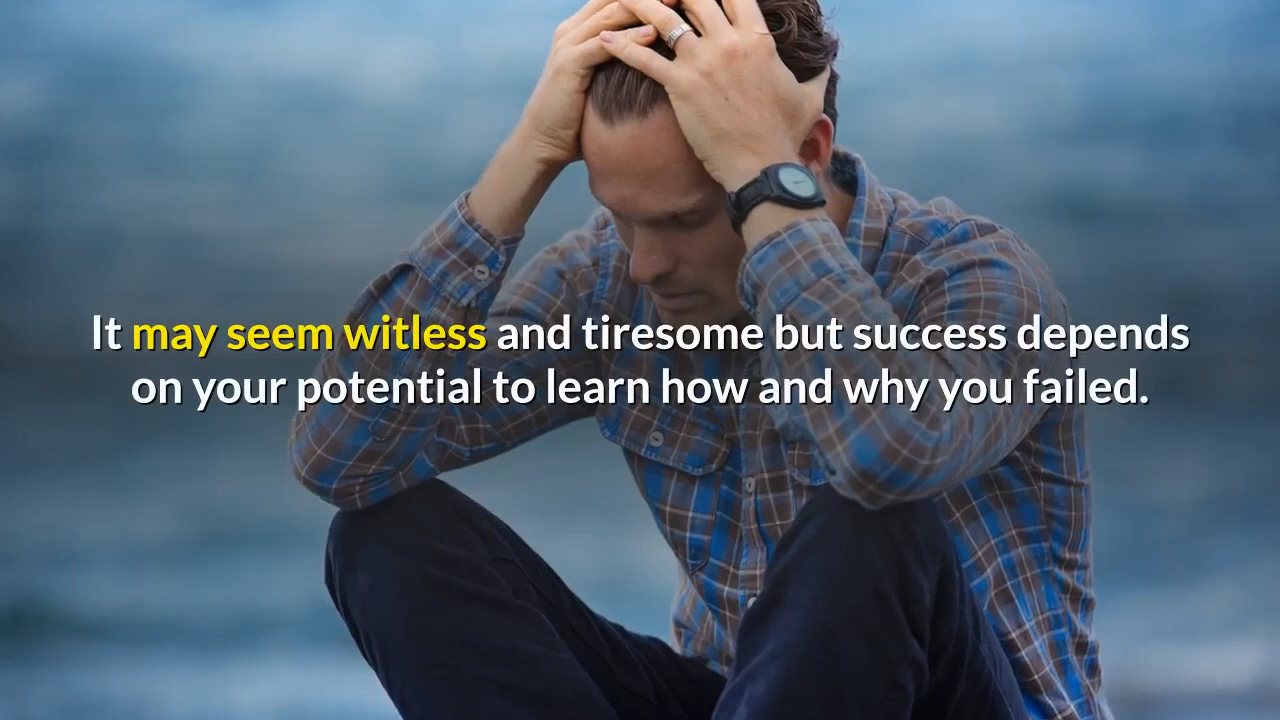 It may seem witless and tiresome but success depends
on your potential to learn how and why you failed.